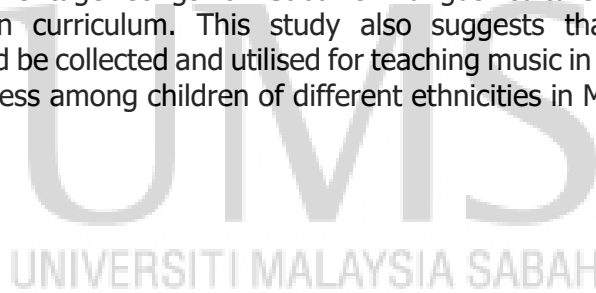 n curriculum. This study also suggests tha
d be collected and utilised for teaching music in
ess among children of different ethnicities in M
UMS
UNIVERSITI MALAYSIA SABAH